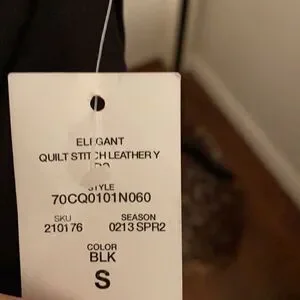 ELEGANT
QUILT STITCH LEATHERY
STYLE
70CQ0101N060
SKU SEASON
210176 0213 SPR2
COLOR
BLK
S